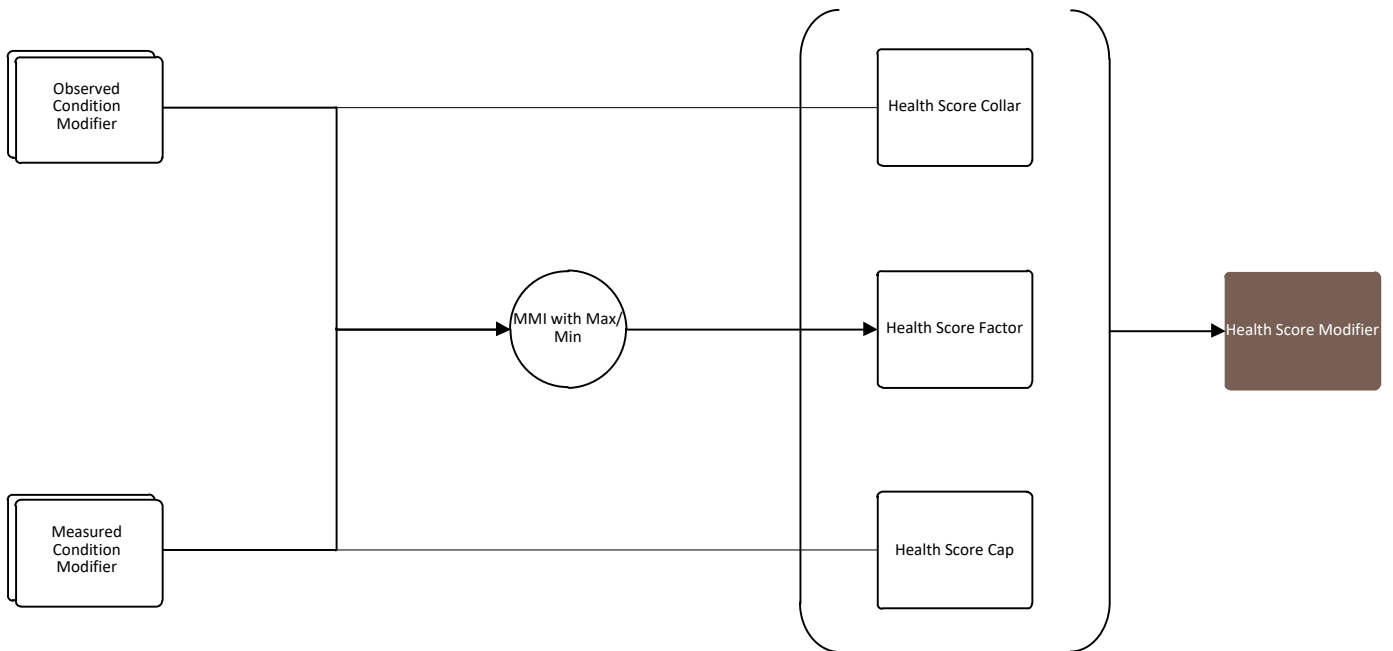 Observed
Condition
Modifier
Health Score Collar
MMI with Max/
Min
Health Score Factor
Health Score Modifier
Measured
Condition
Modifier
Health Score Cap